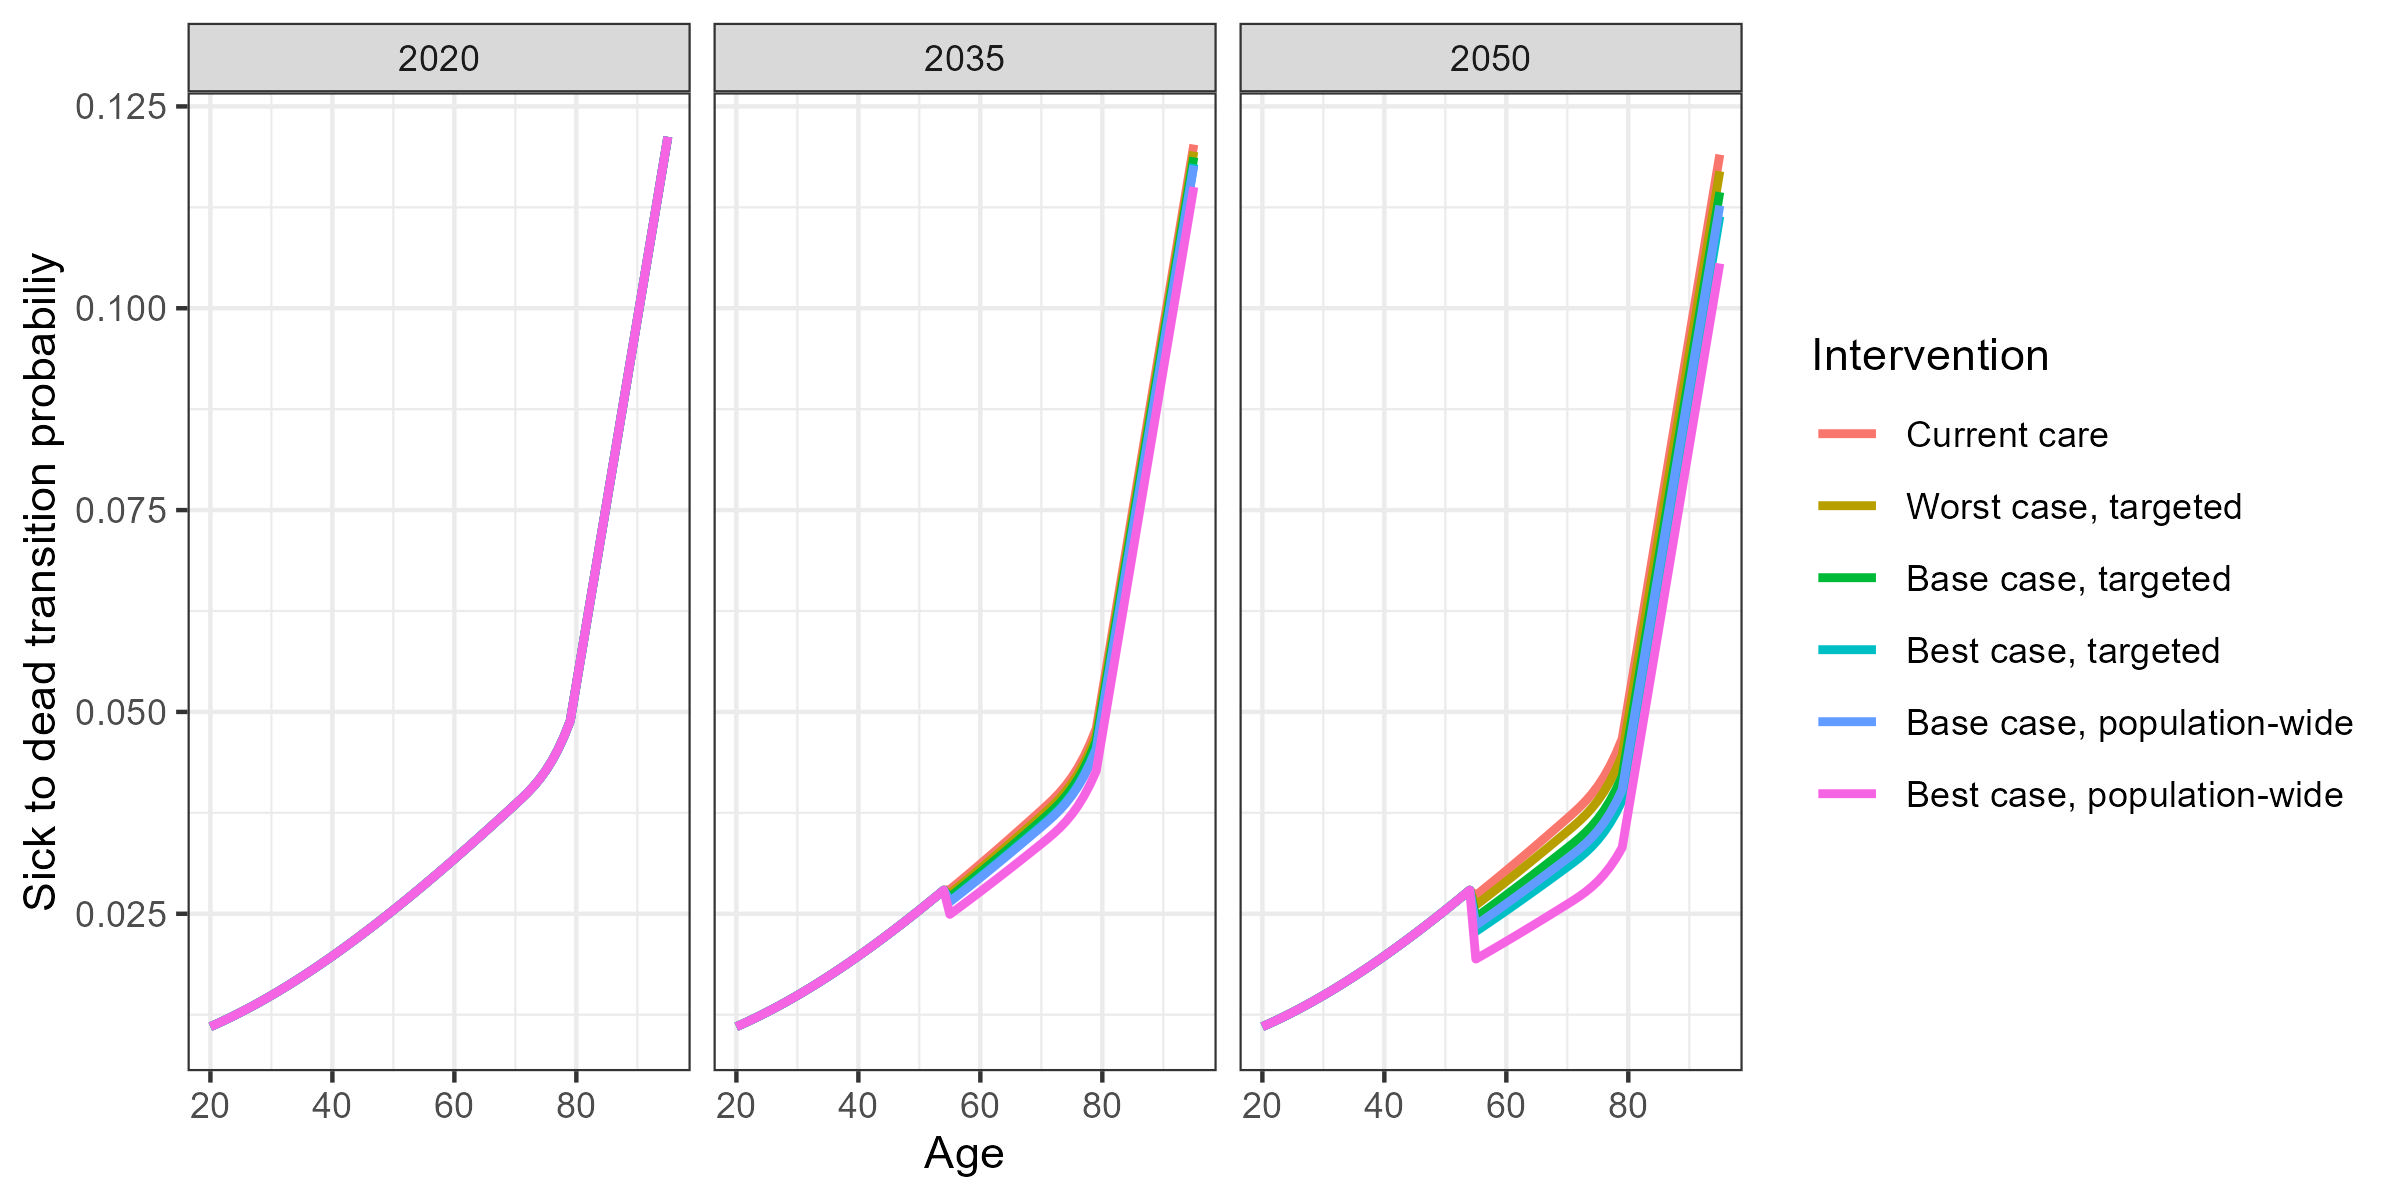 2020
2035
2050
0.125
0.100
0.075
0.050
0.025
Sick to dead transition probabiliy
20 40 60 80
20 40 60 80
20 40 60 80
Age
Intervention
Current care
Worst case, targeted
Base case, targeted
Best case, targeted
Base case, population-wide
Best case, population-wide